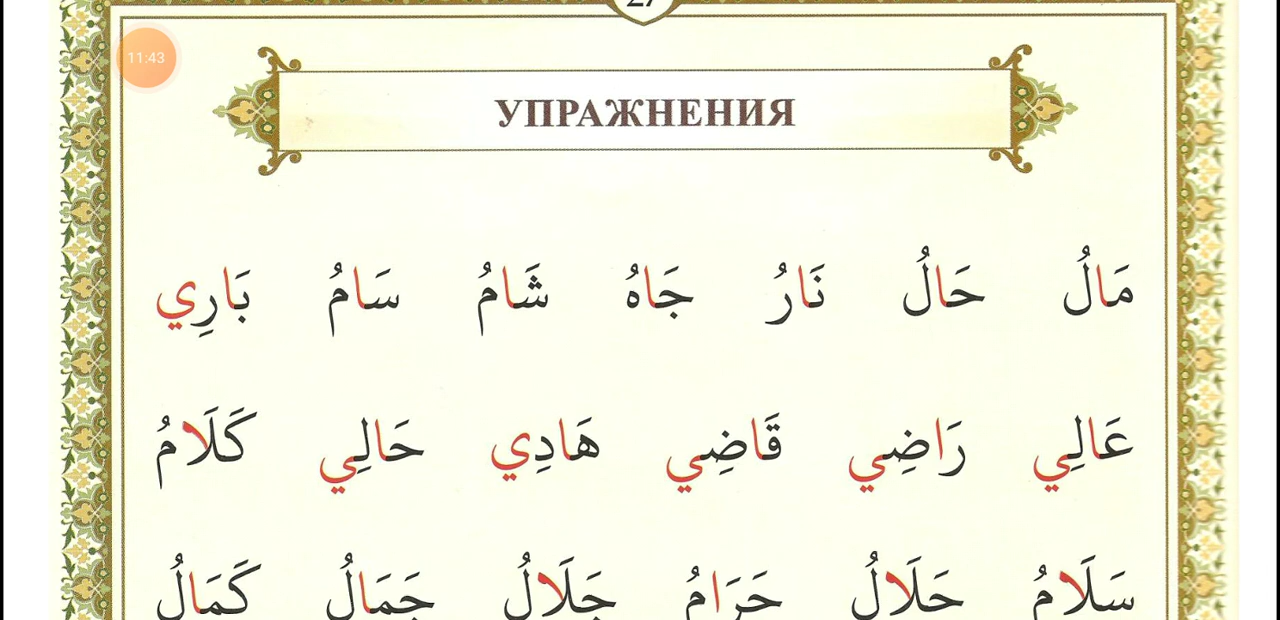 27
11:43
УПРАЖНЕНИЯ
مَالُ حَالُ نَارُ جَاهُ شَامُ سَامُ بَارِي
عَالِي رَاضِي قَاضِي هَادِي حَالِي كَلَامُ
سَلَامُ حَلَالُ حَرَامُ جَلَالُ جَمَالُ كَمَالُ